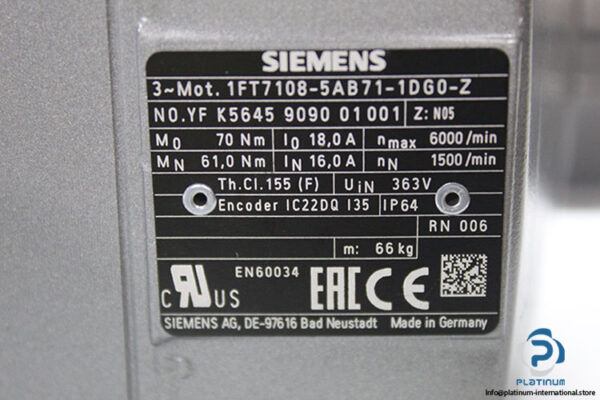 SIEMENS
3~Mot. 1FT7108-5AB71-1DG0-Z
NO.YF K5645 9090 01 001 Z: N05
M0 70 Nm I0 18,0 A nmax 6000/min
MN 61,0 Nm IN 16,0 A nN 1500/min
Th.Cl.155 (F) UiN 363V
Encoder IC22DQ I35 IP64
RN 006
m: 66 kg
EN60034
C RU US EAC CE
SIEMENS AG, DE-97616 Bad Neustadt Made in Germany
PLATINUM
Info@platinum-international.store